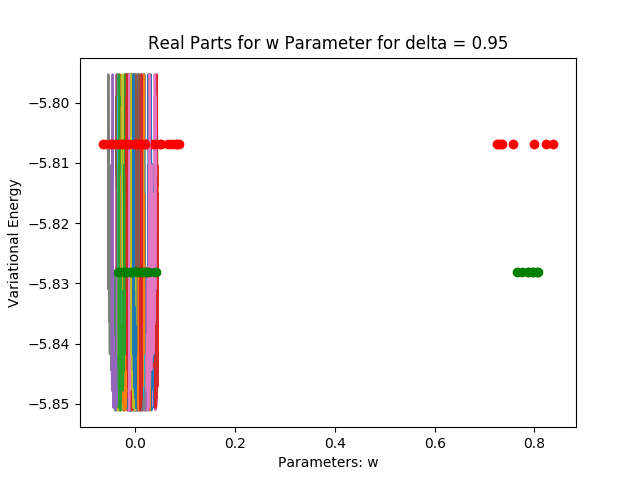 Real Parts for w Parameter for delta = 0.95
−5.80
−5.81
−5.82
−5.83
−5.84
−5.85
Variational Energy
0.0 0.2 0.4 0.6 0.8
Parameters: w